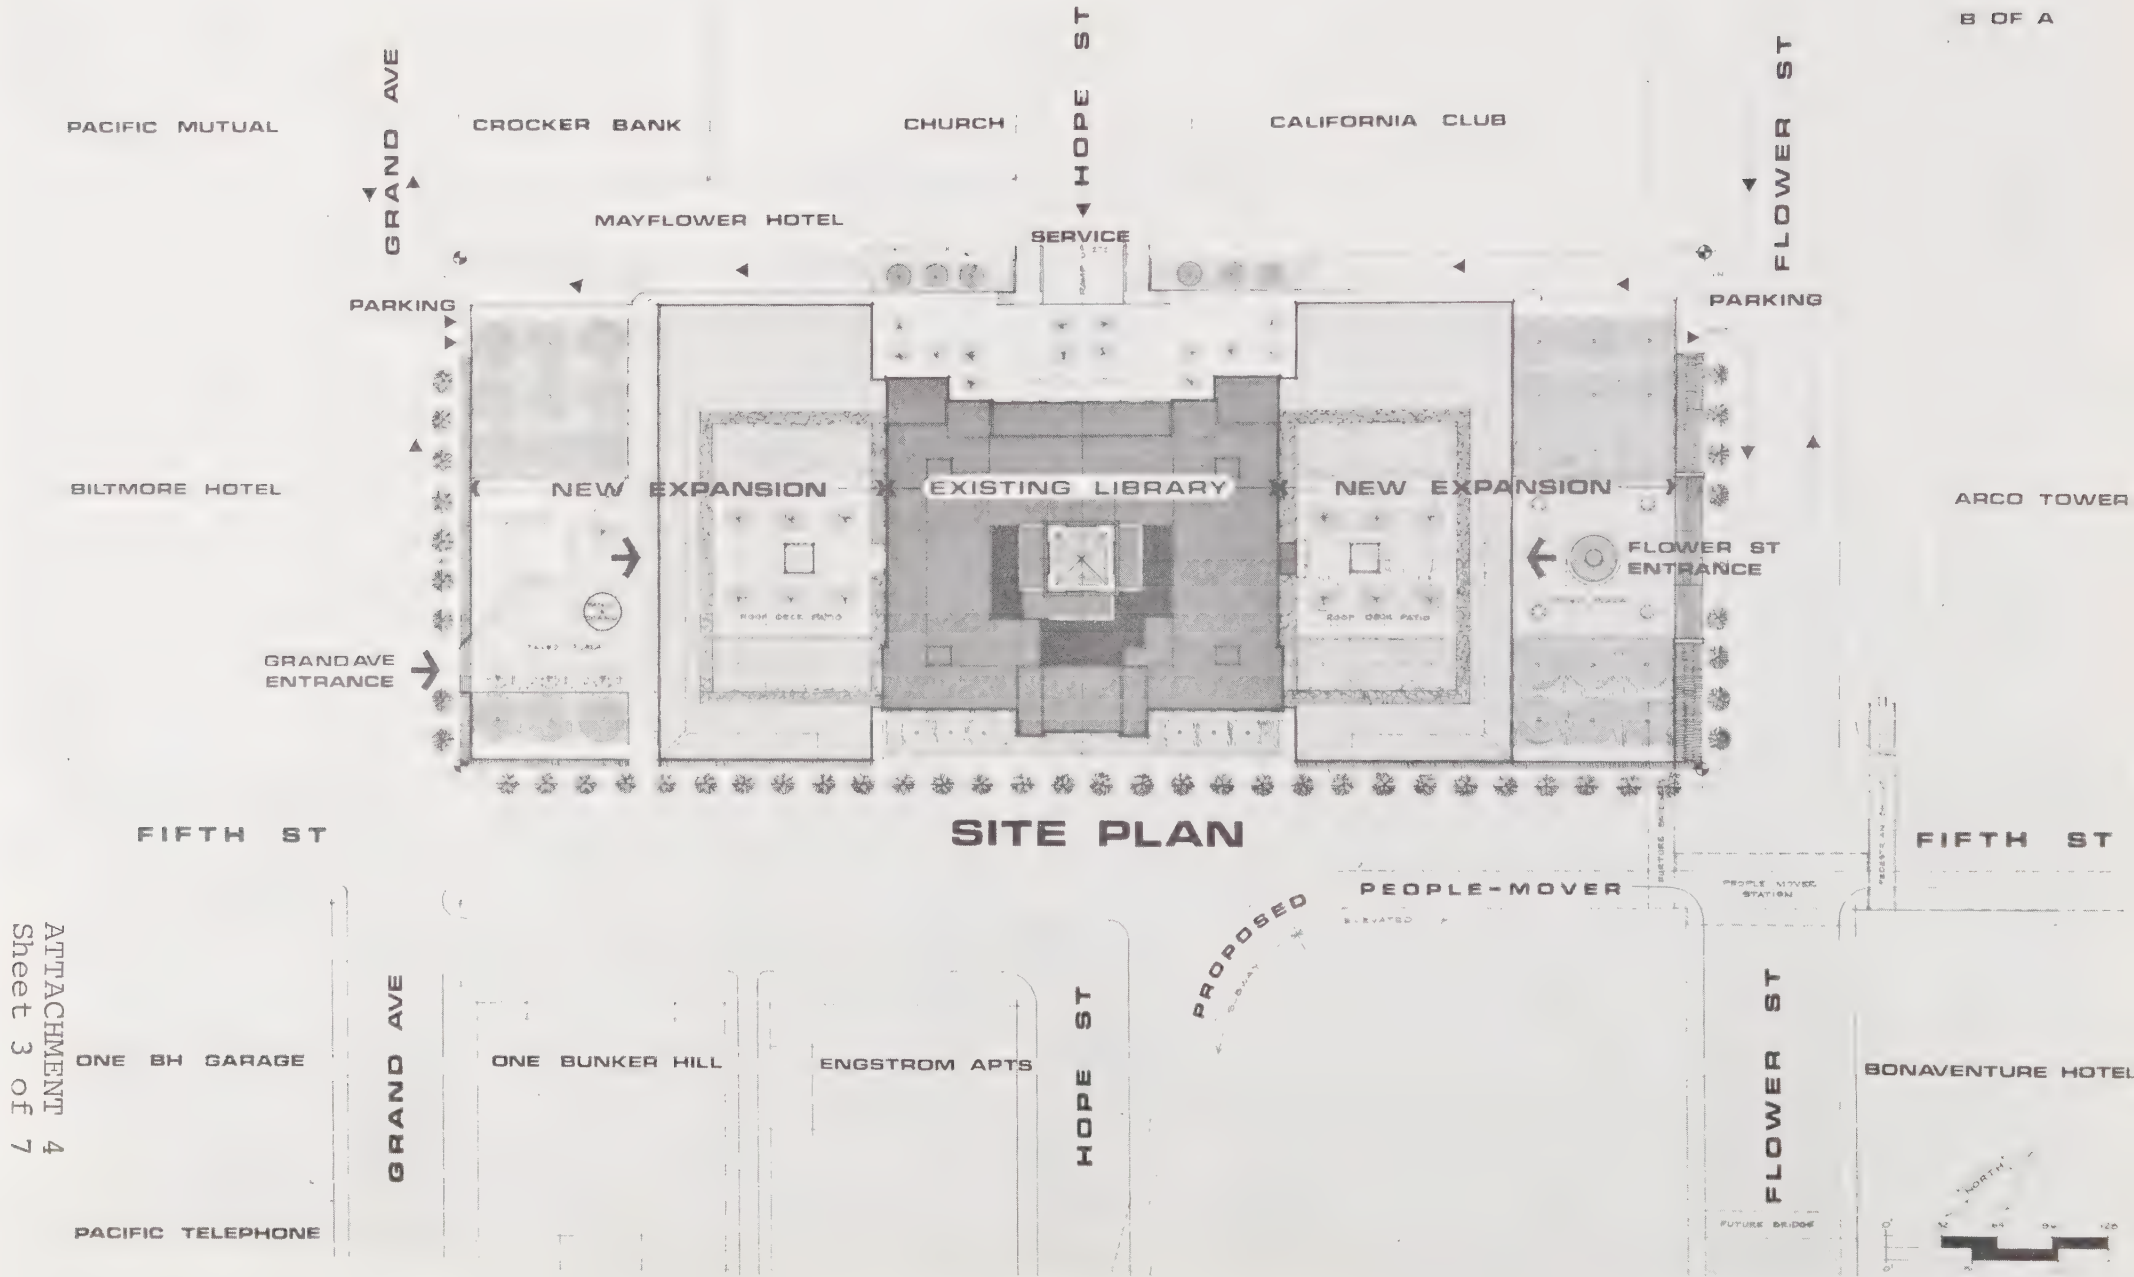 B OF A
GRAND AVE
HOPE ST
FLOWER ST
PACIFIC MUTUAL
CROCKER BANK
CHURCH
CALIFORNIA CLUB
MAYFLOWER HOTEL
SERVICE
RAMP
PARKING
PARKING
BILTMORE HOTEL
NEW EXPANSION
EXISTING LIBRARY
NEW EXPANSION
ARCO TOWER
FLOWER ST
ENTRANCE
ROOF DECK PATIO
ROOF DECK PATIO
GRAND AVE
ENTRANCE
FIFTH ST
SITE PLAN
FIFTH ST
PROPOSED
PEOPLE-MOVER
ELEVATED
PEOPLE MOVER
STATION
FUTURE
PEDESTRIAN
ATTACHMENT 4
Sheet 3 of 7
ONE BH GARAGE
GRAND AVE
ONE BUNKER HILL
ENGSTROM APTS
HOPE ST
FLOWER ST
BONAVENTURE HOTEL
PACIFIC TELEPHONE
FUTURE BRIDGE
NORTH